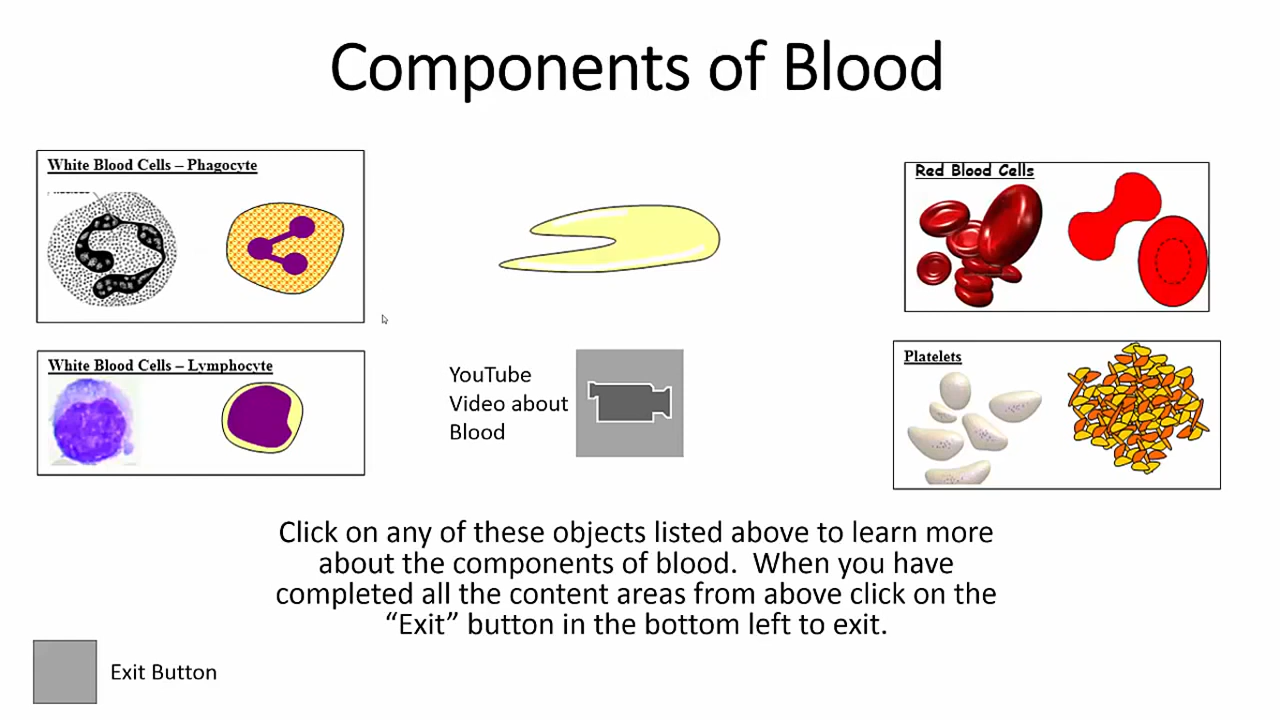 Components of Blood
White Blood Cells – Phagocyte
Red Blood Cells
White Blood Cells – Lymphocyte
YouTube
Video about
Blood
Platelets
Click on any of these objects listed above to learn more
about the components of blood.  When you have
completed all the content areas from above click on the
“Exit” button in the bottom left to exit.
Exit Button